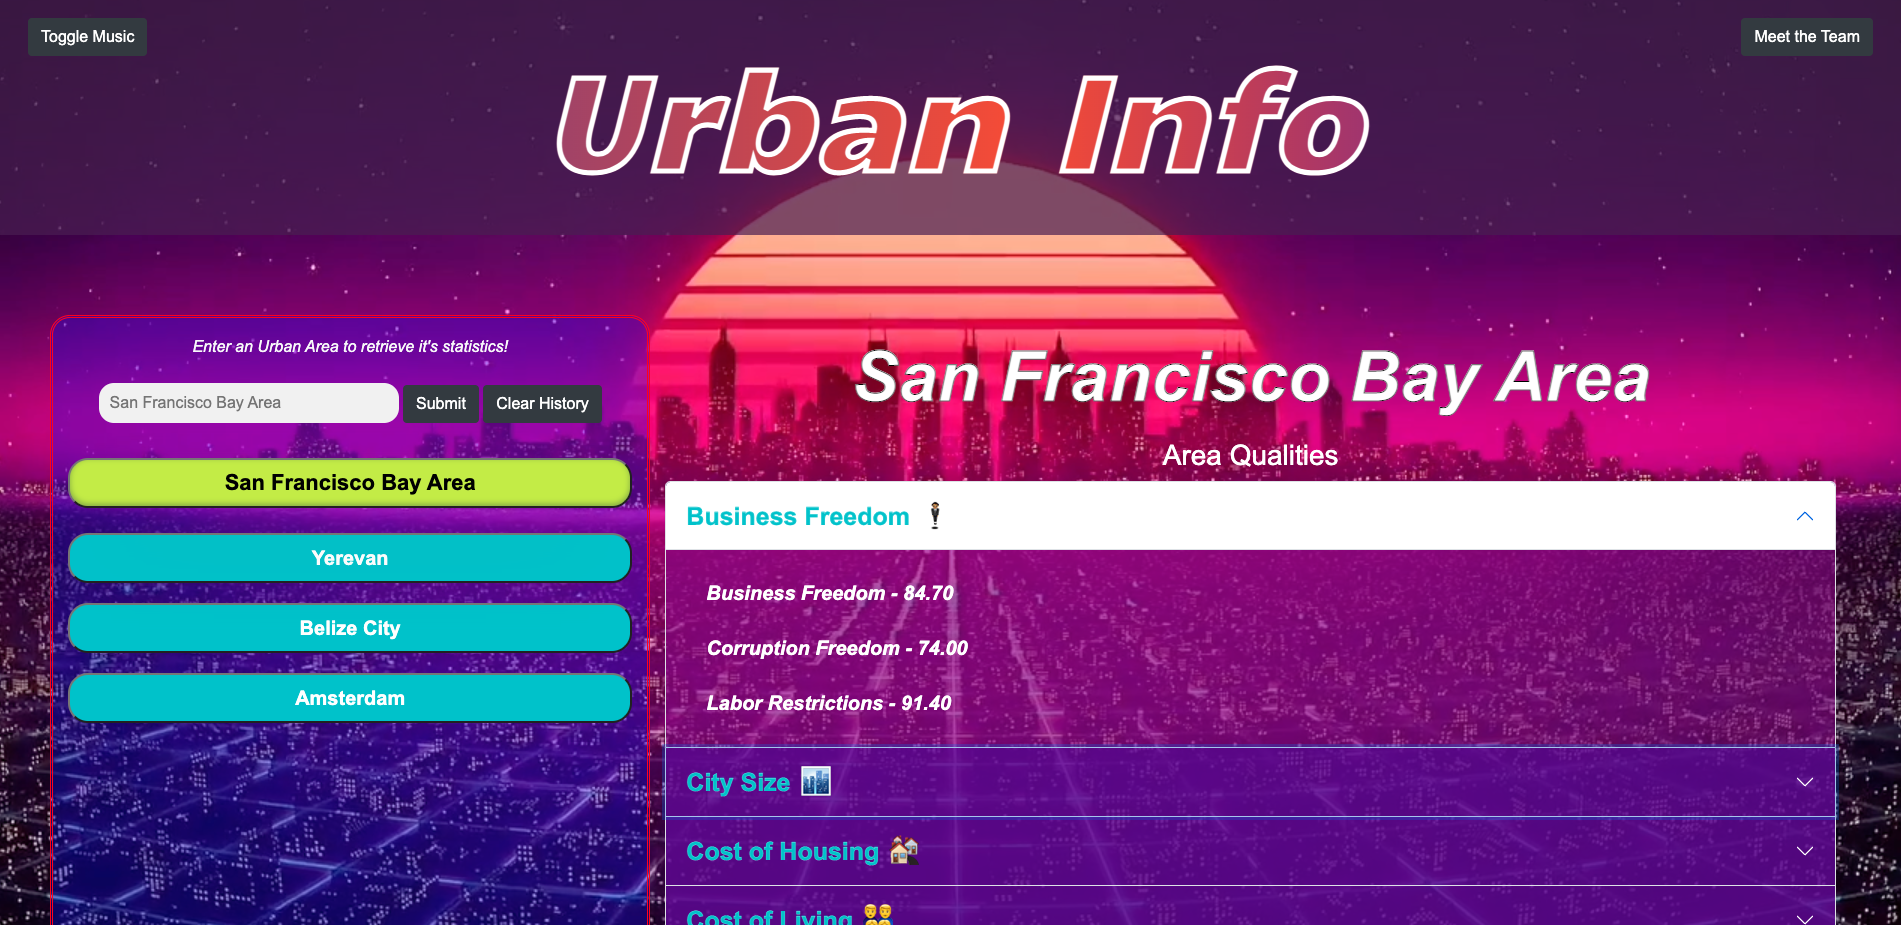 Toggle Music
Meet the Team
Urban Info
Enter an Urban Area to retrieve it's statistics!
San Francisco Bay Area
Submit
Clear History
San Francisco Bay Area
Yerevan
Belize City
Amsterdam
San Francisco Bay Area
Area Qualities
Business Freedom
Business Freedom - 84.70
Corruption Freedom - 74.00
Labor Restrictions - 91.40
City Size
Cost of Housing
Cost of Living